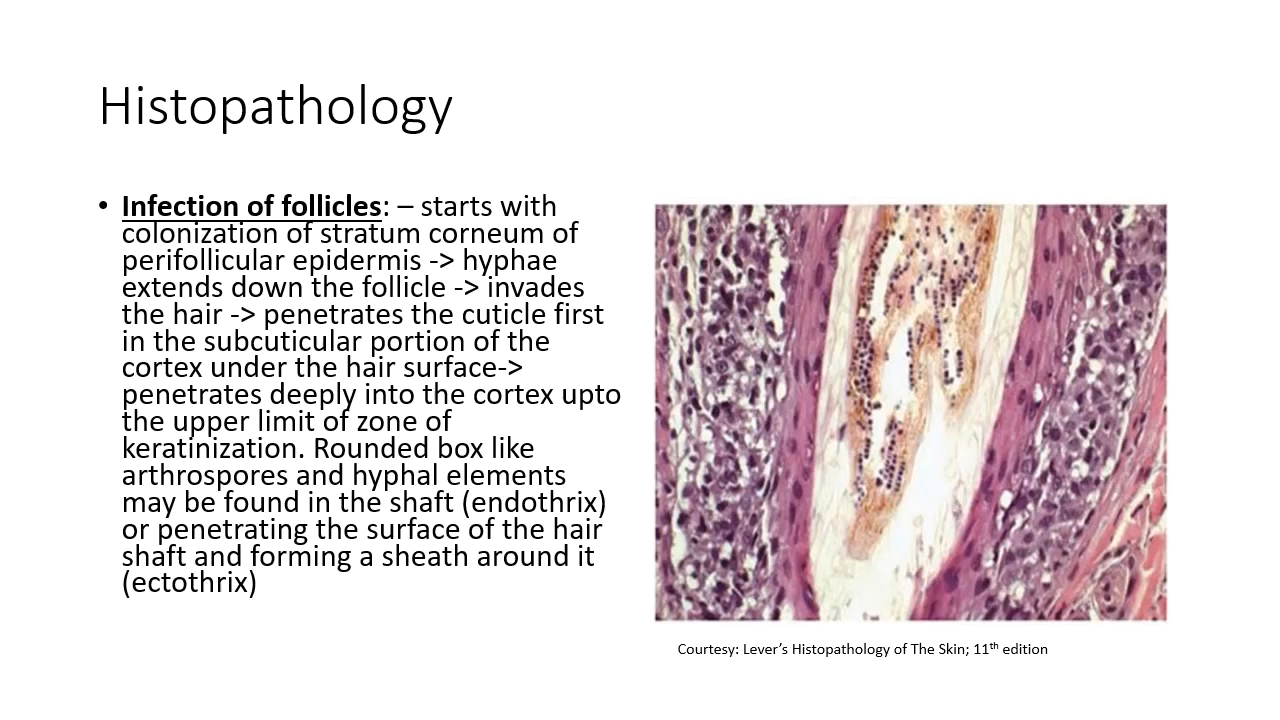 Histopathology
• Infection of follicles: – starts with
colonization of stratum corneum of
perifollicular epidermis -> hyphae
extends down the follicle -> invades
the hair -> penetrates the cuticle first
in the subcuticular portion of the
cortex under the hair surface->
penetrates deeply into the cortex upto
the upper limit of zone of
keratinization. Rounded box like
arthrospores and hyphal elements
may be found in the shaft (endothrix)
or penetrating the surface of the hair
shaft and forming a sheath around it
(ectothrix)
Courtesy: Lever’s Histopathology of The Skin; 11th edition